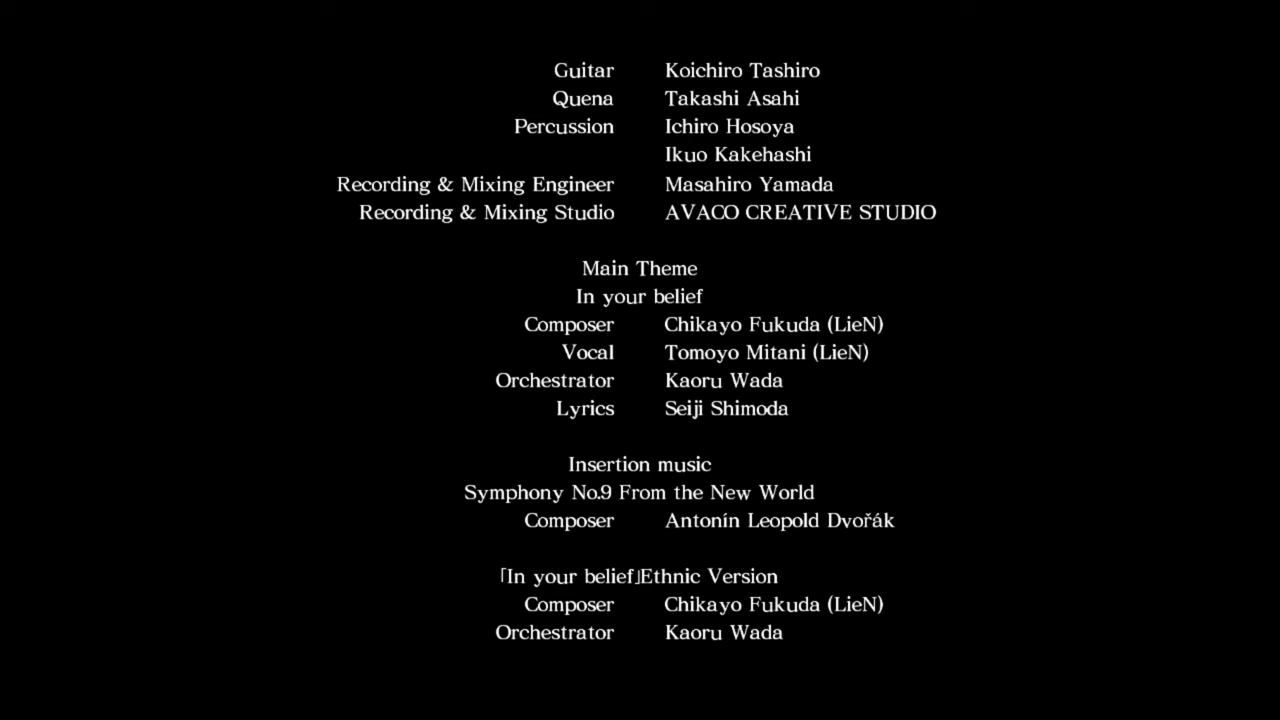 Guitar Koichiro Tashiro
Quena Takashi Asahi
Percussion Ichiro Hosoya
Ikuo Kakehashi
Recording & Mixing Engineer Masahiro Yamada
Recording & Mixing Studio AVACO CREATIVE STUDIO
Main Theme
In your belief
Composer Chikayo Fukuda (LieN)
Vocal Tomoyo Mitani (LieN)
Orchestrator Kaoru Wada
Lyrics Seiji Shimoda
Insertion music
Symphony No.9 From the New World
Composer Antonín Leopold Dvořák
「In your belief」Ethnic Version
Composer Chikayo Fukuda (LieN)
Orchestrator Kaoru Wada